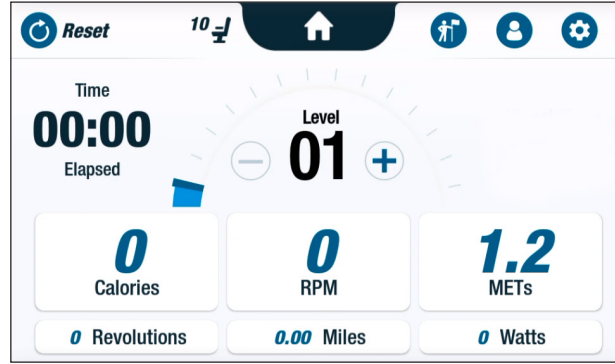 Reset
10
Time
00:00
Elapsed
Level
01
0
Calories
0
RPM
1.2
METs
0 Revolutions
0.00 Miles
0 Watts